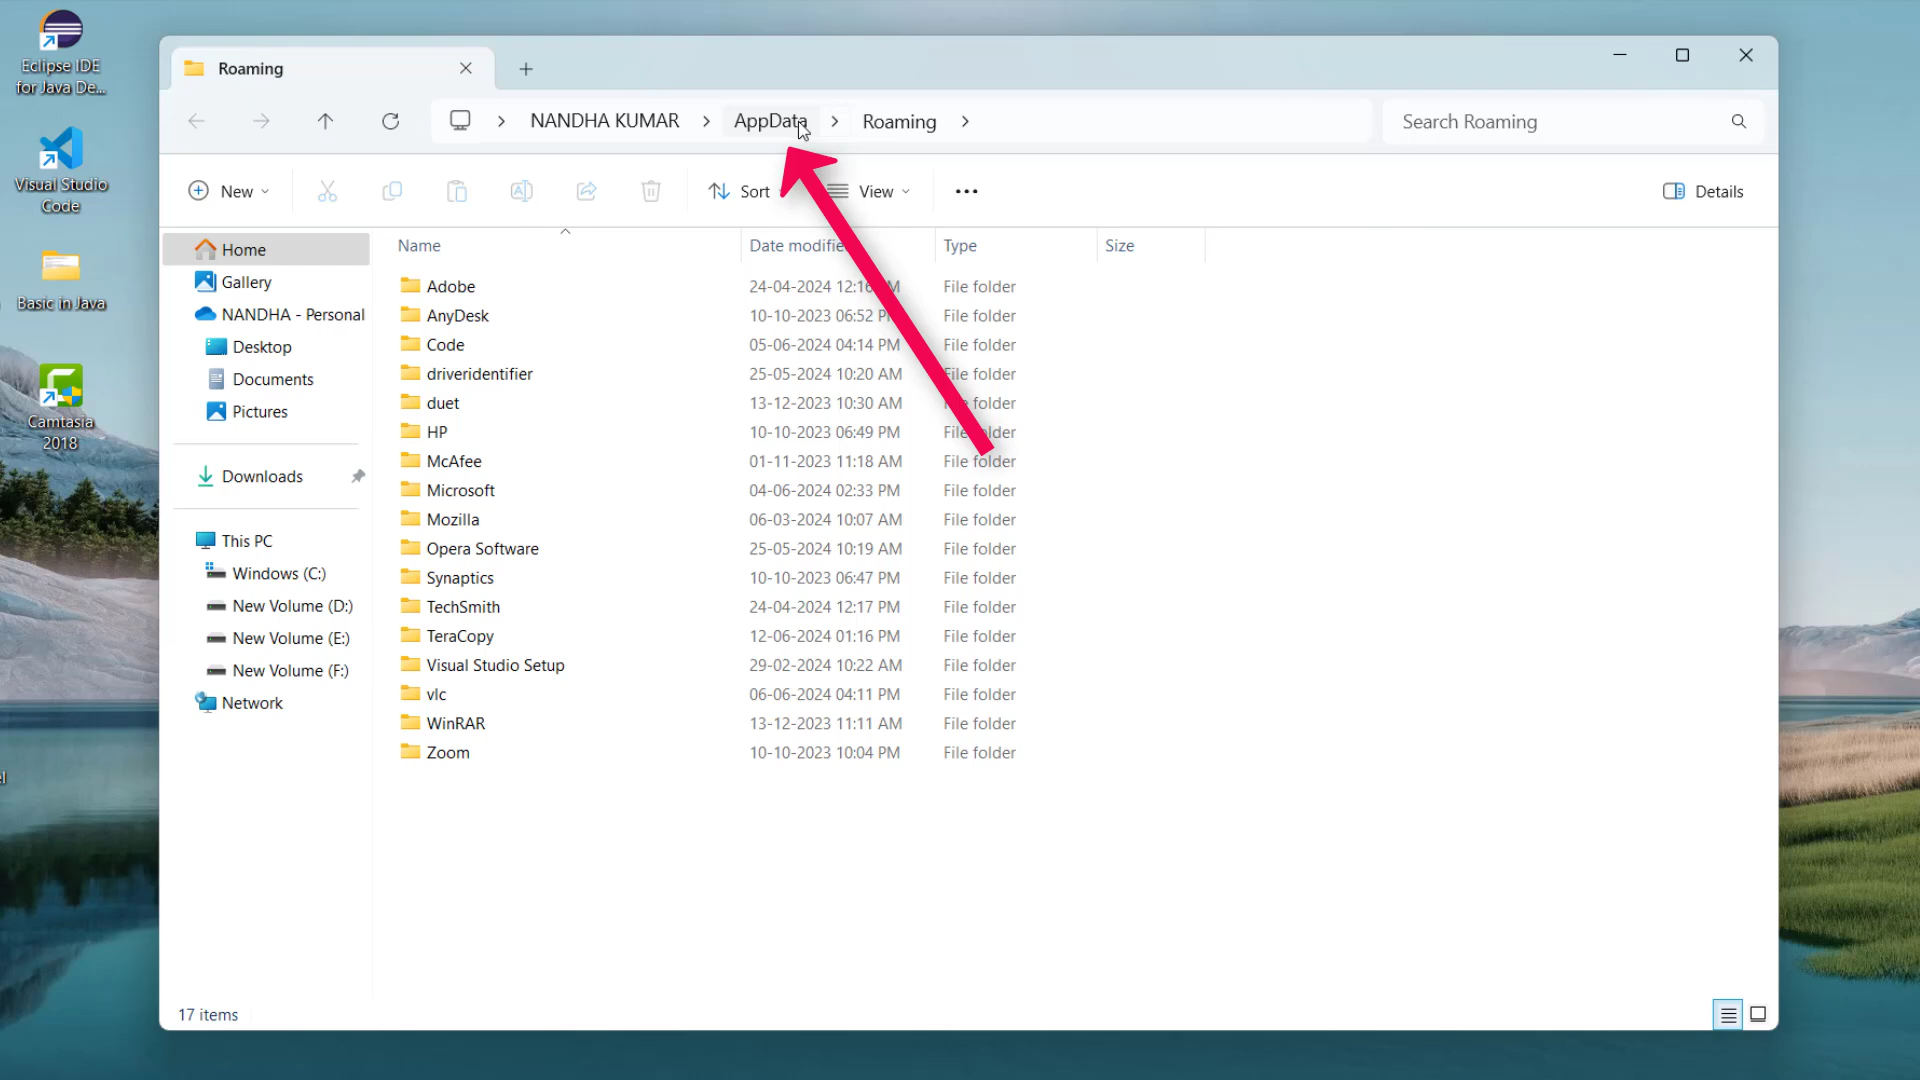 Eclipse IDE
for Java De...
Visual Studio
Code
Basic in Java
Camtasia
2018
Roaming
NANDHA KUMAR
AppData
Roaming
Search Roaming
New
Sort
View
Details
Home
Gallery
NANDHA - Personal
Desktop
Documents
Pictures
Downloads
This PC
Windows (C:)
New Volume (D:)
New Volume (E:)
New Volume (F:)
Network
Name Date modifie Type Size
Adobe 24-04-2024 12:16 M File folder
AnyDesk 10-10-2023 06:52 P File folder
Code 05-06-2024 04:14 PM File folder
driveridentifier 25-05-2024 10:20 AM File folder
duet 13-12-2023 10:30 AM File folder
HP 10-10-2023 06:49 PM File folder
McAfee 01-11-2023 11:18 AM File folder
Microsoft 04-06-2024 02:33 PM File folder
Mozilla 06-03-2024 10:07 AM File folder
Opera Software 25-05-2024 10:19 AM File folder
Synaptics 10-10-2023 06:47 PM File folder
TechSmith 24-04-2024 12:17 PM File folder
TeraCopy 12-06-2024 01:16 PM File folder
Visual Studio Setup 29-02-2024 10:22 AM File folder
vlc 06-06-2024 04:11 PM File folder
WinRAR 13-12-2023 11:11 AM File folder
Zoom 10-10-2023 10:04 PM File folder
17 items